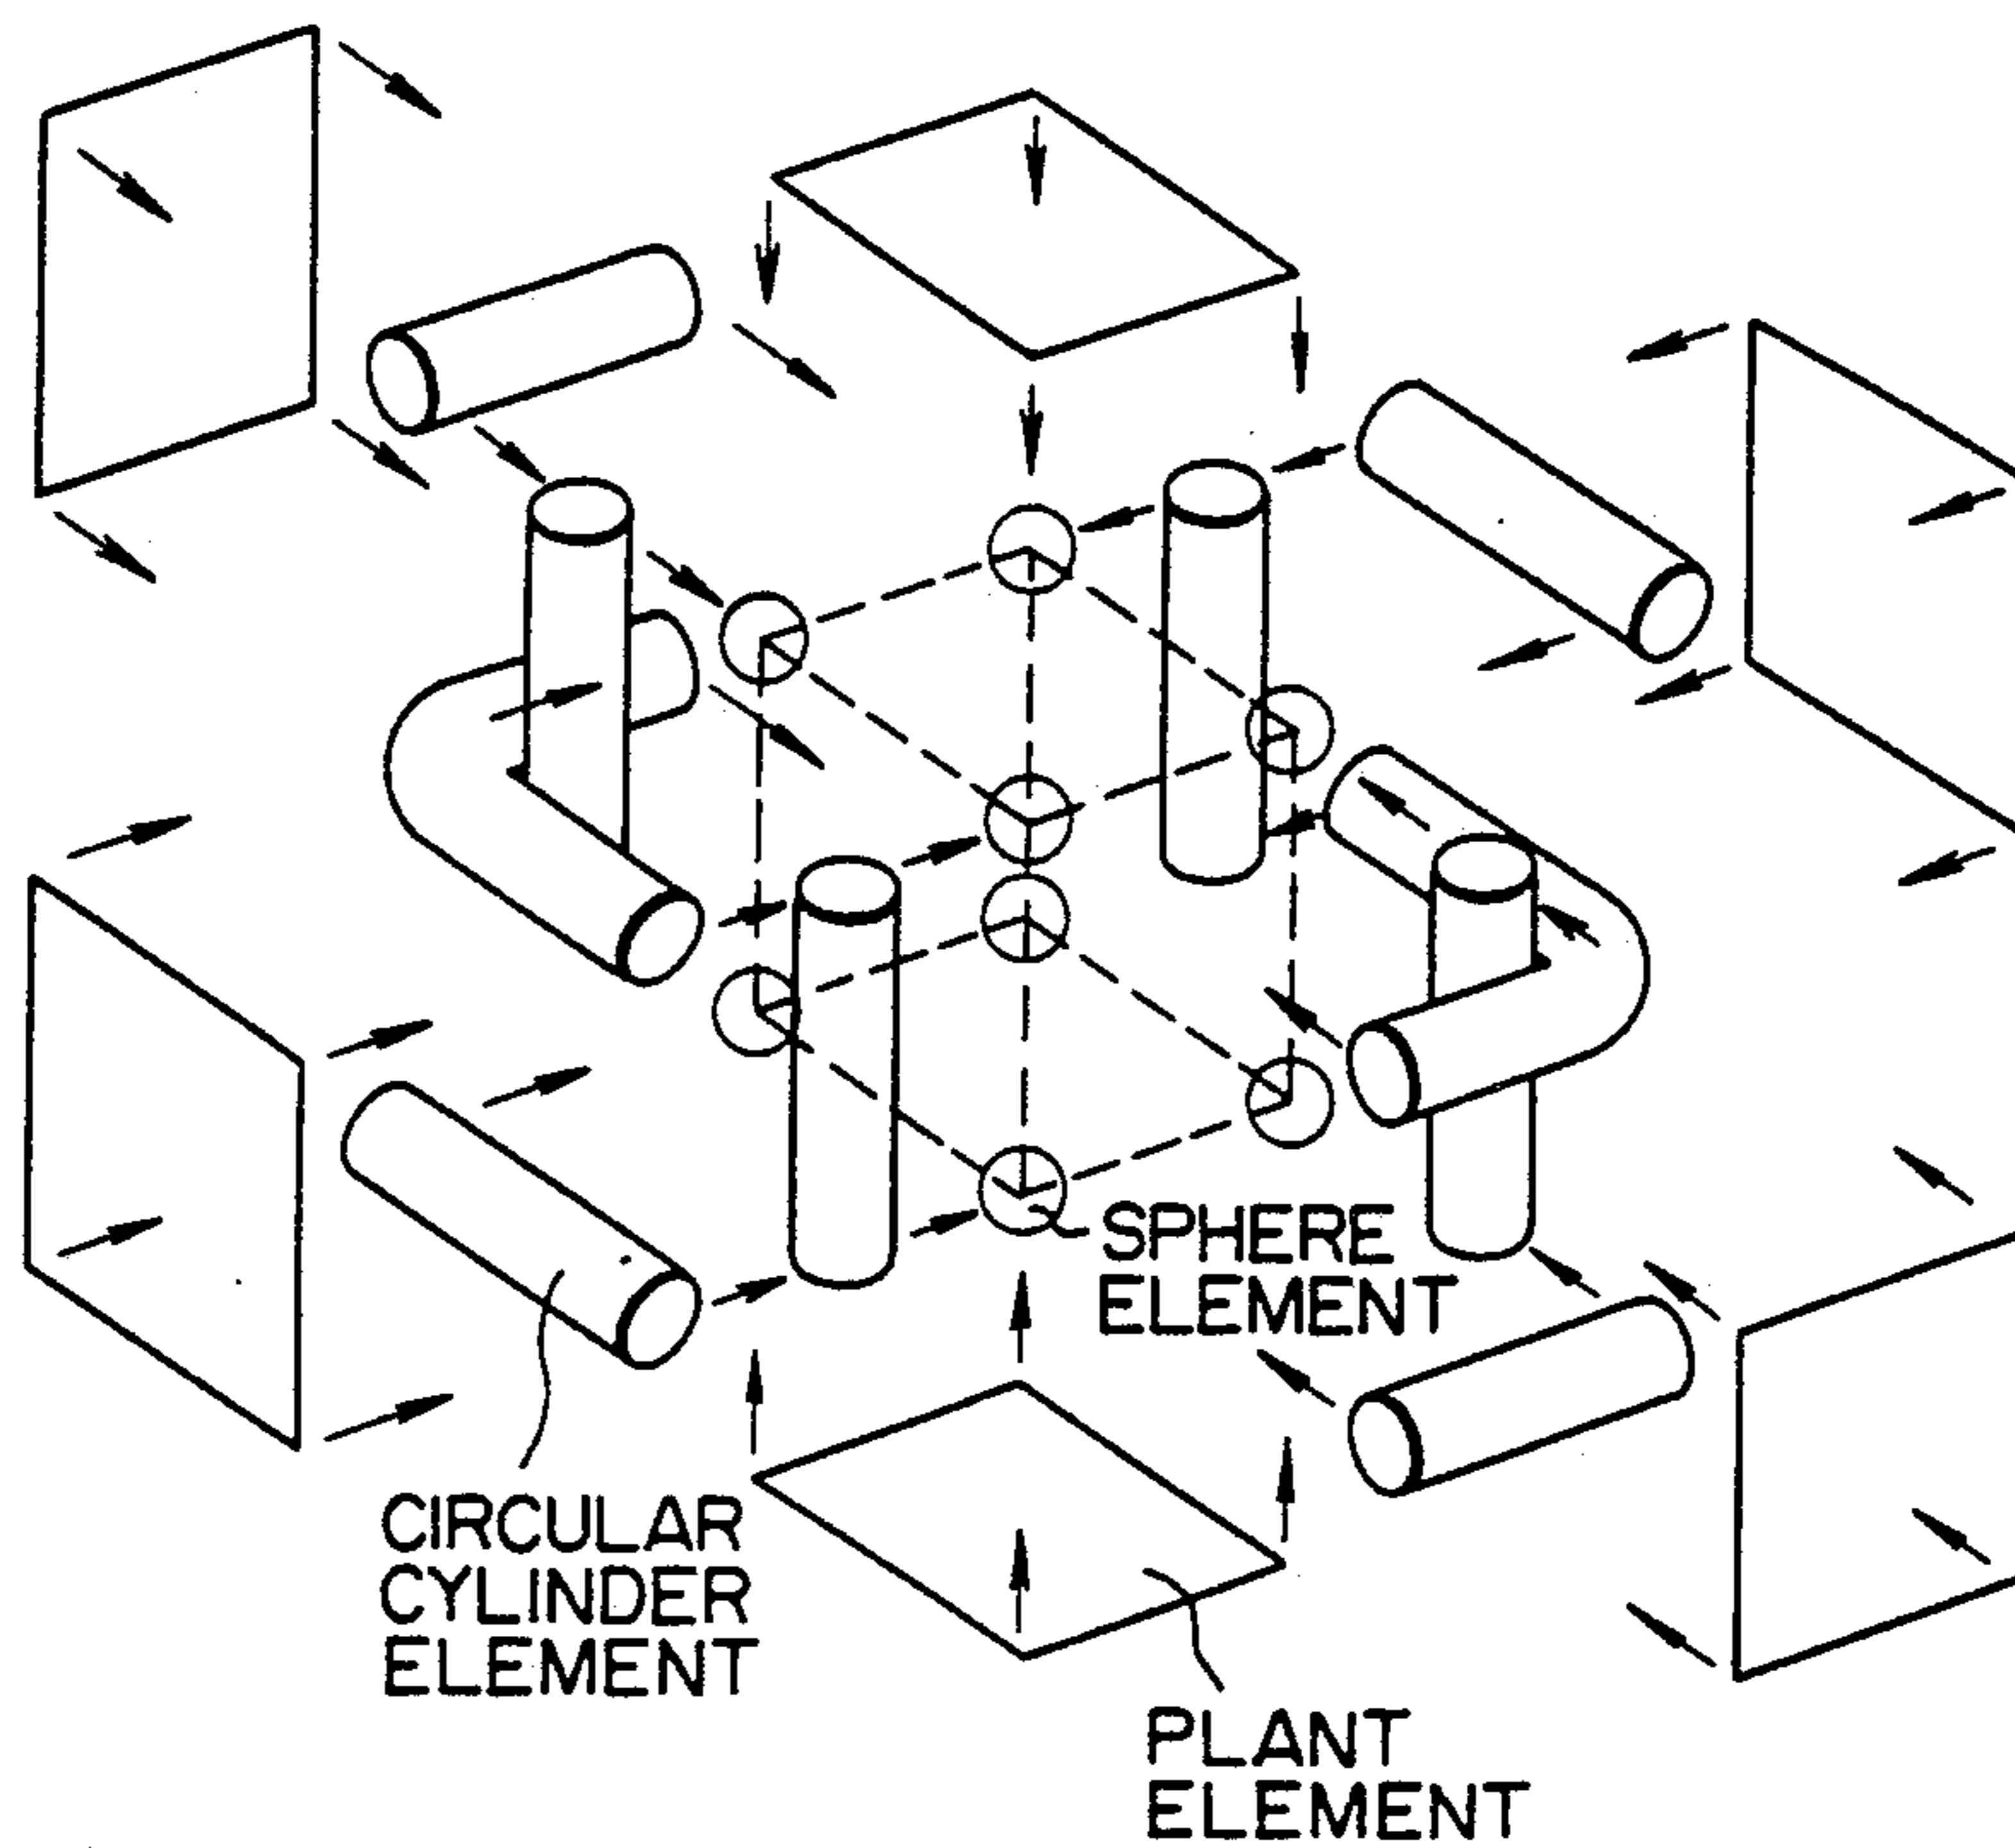 SPHERE
ELEMENT
CIRCULAR
CYLINDER
ELEMENT
PLANT
ELEMENT